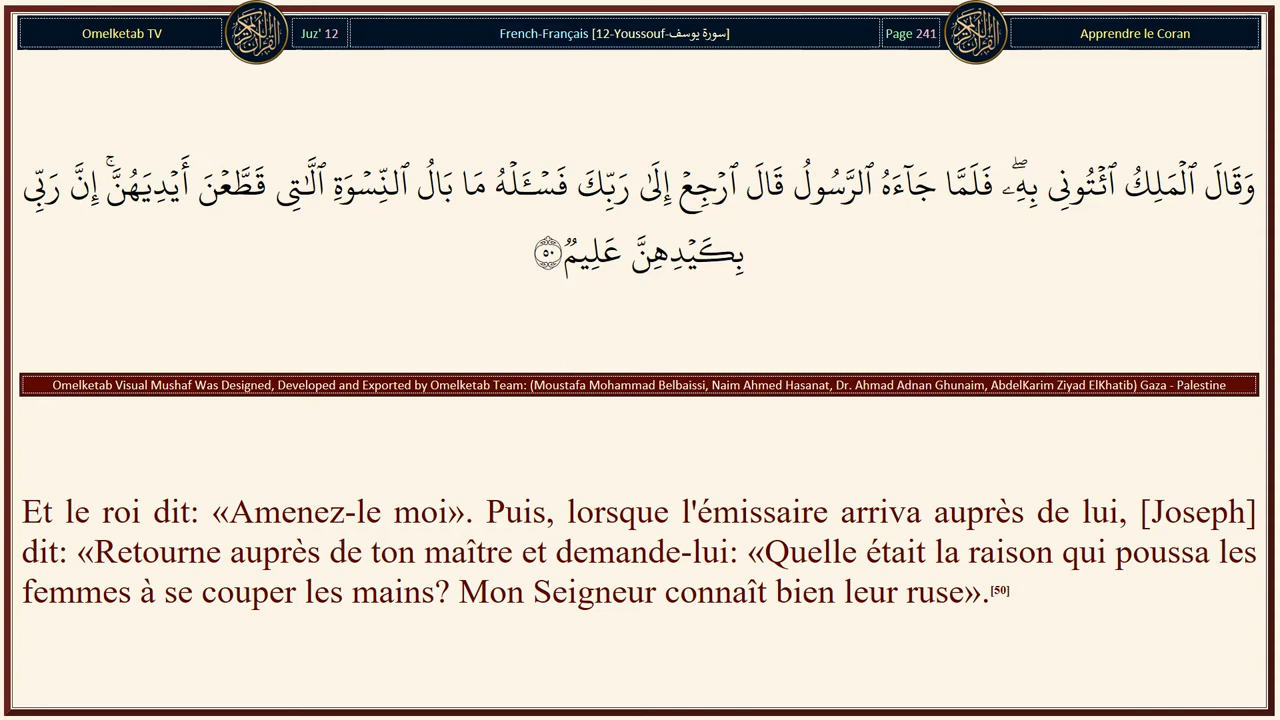 Omelketab TV
Juz' 12
French-Français [12-Youssouf-سورة يوسف]
Page 241
Apprendre le Coran
وَقَالَ ٱلۡمَلِكُ ٱئۡتُونِي بِهِۦۖ فَلَمَّا جَآءَهُ ٱلرَّسُولُ قَالَ ٱرۡجِعۡ إِلَىٰ رَبِّكَ فَسۡـَٔلۡهُ مَا بَالُ ٱلنِّسۡوَةِ ٱلَّٰتِي قَطَّعۡنَ أَيۡدِيَهُنَّۚ إِنَّ رَبِّي
بِكَيۡدِهِنَّ عَلِيمٞ ٥٠
Omelketab Visual Mushaf Was Designed, Developed and Exported by Omelketab Team: (Moustafa Mohammad Belbaissi, Naim Ahmed Hasanat, Dr. Ahmad Adnan Ghunaim, AbdelKarim Ziyad ElKhatib) Gaza - Palestine
Et le roi dit: «Amenez-le moi». Puis, lorsque l'émissaire arriva auprès de lui, [Joseph]
dit: «Retourne auprès de ton maître et demande-lui: «Quelle était la raison qui poussa les
femmes à se couper les mains? Mon Seigneur connaît bien leur ruse».[50]